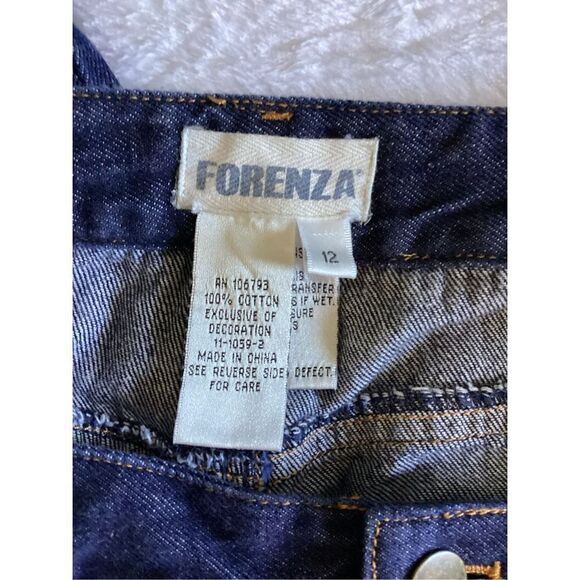 FORENZA®
12
RN 106793
100% COTTON
EXCLUSIVE OF
DECORATION
11-1059-2
MADE IN CHINA
SEE REVERSE SIDE
FOR CARE
TRANSFER
IF WET.
DEFECT.